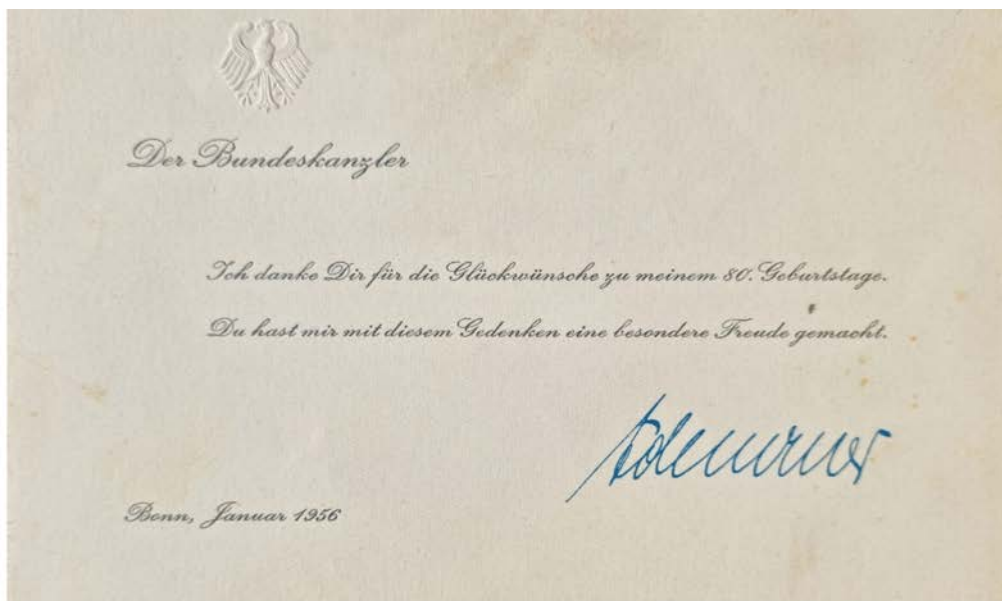 Der Bundeskanzler
Ich danke Dir für die Glückwünsche zu meinem 80. Geburtstage.
Du hast mir mit diesem Gedenken eine besondere Freude gemacht.
Adenauer
Bonn, Januar 1956